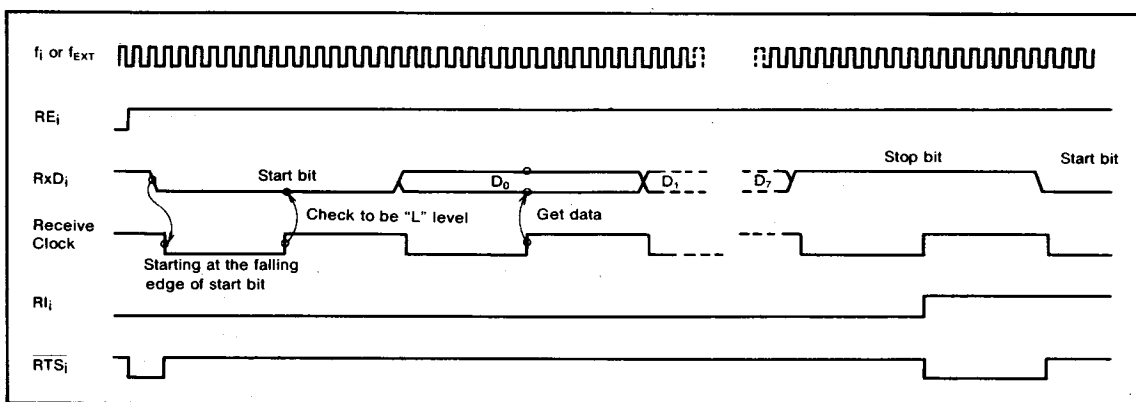 fi or fEXT
REi
RxDi
Start bit
D0
D1
D7
Stop bit
Start bit
Check to be "L" level
Get data
Receive
Clock
Starting at the falling
edge of start bit
RIi
RTSi